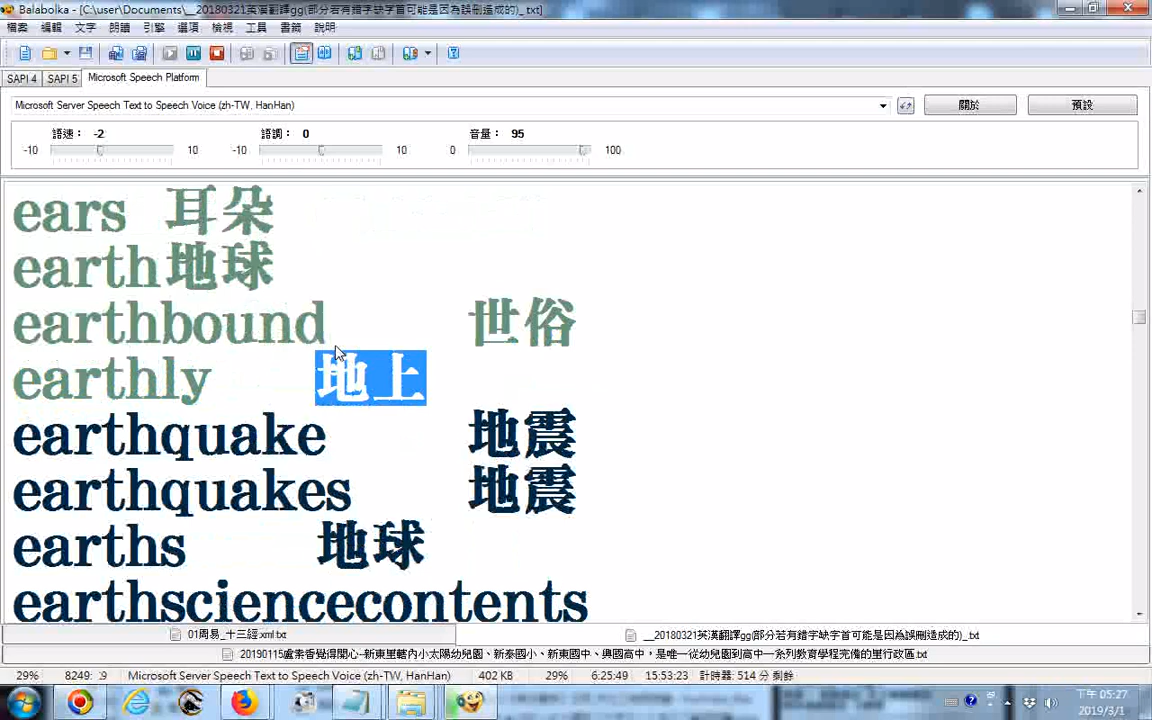 Balabolka - [C:\user\Documents\__20180321英漢翻譯gg(部分若有錯字缺字首可能是因為誤刪造成的)_.txt]
檔案 編輯 文字 朗讀 引擎 選項 檢視 工具 書籤 說明
SAPI 4 SAPI 5 Microsoft Speech Platform
Microsoft Server Speech Text to Speech Voice (zh-TW, HanHan) 關於 預設
語速： -2 語調： 0 音量： 95
-10 10 -10 10 0 100
ears 耳朵
earth 地球
earthbound 世俗
earthly 地上
earthquake 地震
earthquakes 地震
earths 地球
earthsciencecontents
01周易_十三經.xml.txt __20180321英漢翻譯gg(部分若有錯字缺字首可能是因為誤刪造成的)_.txt
20190115盧素香覺得開心-新東里轄內小太陽幼兒園、新泰國小、新東國中、興國高中，是唯一從幼兒園到高中一系列教育學程完備的里行政區.txt
29% 8249: Microsoft Server Speech Text to Speech Voice (zh-TW, HanHan) 402 KB 29% 6:25:49 15:53:23 計時器： 514 分 剩餘
下午 05:27
2019/3/1